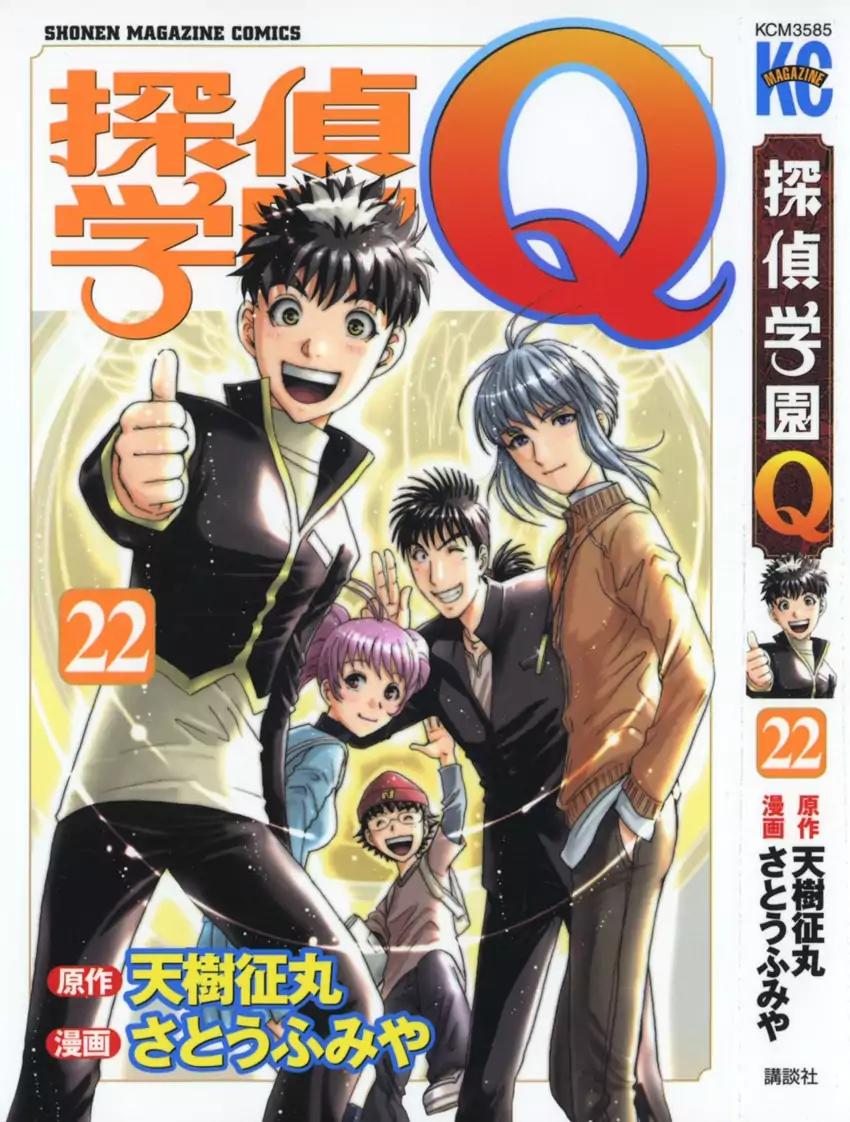 SHONEN MAGAZINE COMICS
探偵
学園
Q
22
原作 天樹征丸
漫画 さとうふみや
KCM3585
KC
MAGAZINE
探偵学園Q
22
原作 天樹征丸
漫画 さとうふみや
講談社